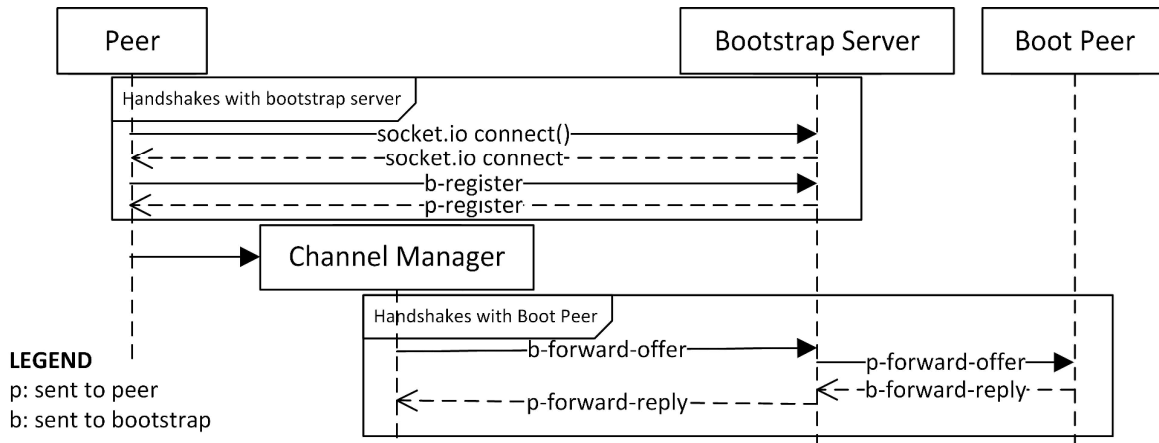 Peer
Bootstrap Server
Boot Peer
Handshakes with bootstrap server
socket.io connect()
socket.io connect
b-register
p-register
Channel Manager
Handshakes with Boot Peer
b-forward-offer
p-forward-offer
b-forward-reply
p-forward-reply
LEGEND
p: sent to peer
b: sent to bootstrap